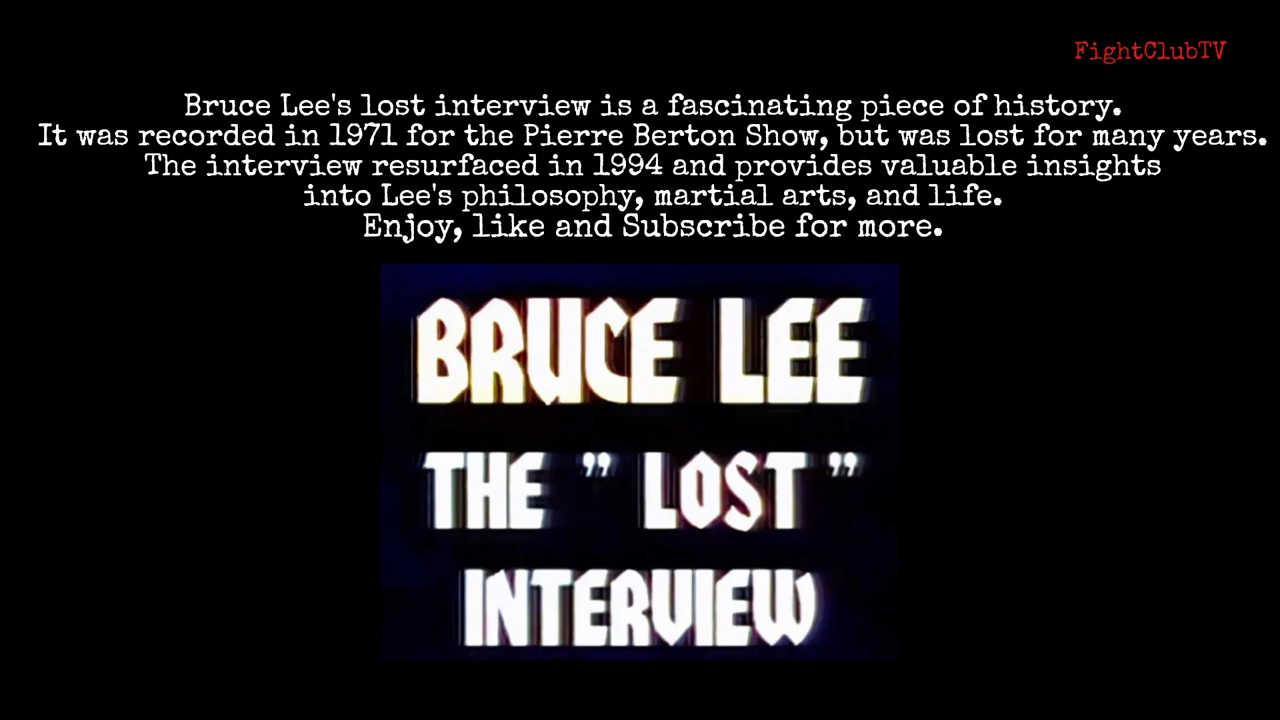 FightClubTV
Bruce Lee's lost interview is a fascinating piece of history.
It was recorded in 1971 for the Pierre Berton Show, but was lost for many years.
The interview resurfaced in 1994 and provides valuable insights
into Lee's philosophy, martial arts, and life.
Enjoy, like and Subscribe for more.
BRUCE LEE
THE " LOST "
INTERVIEW